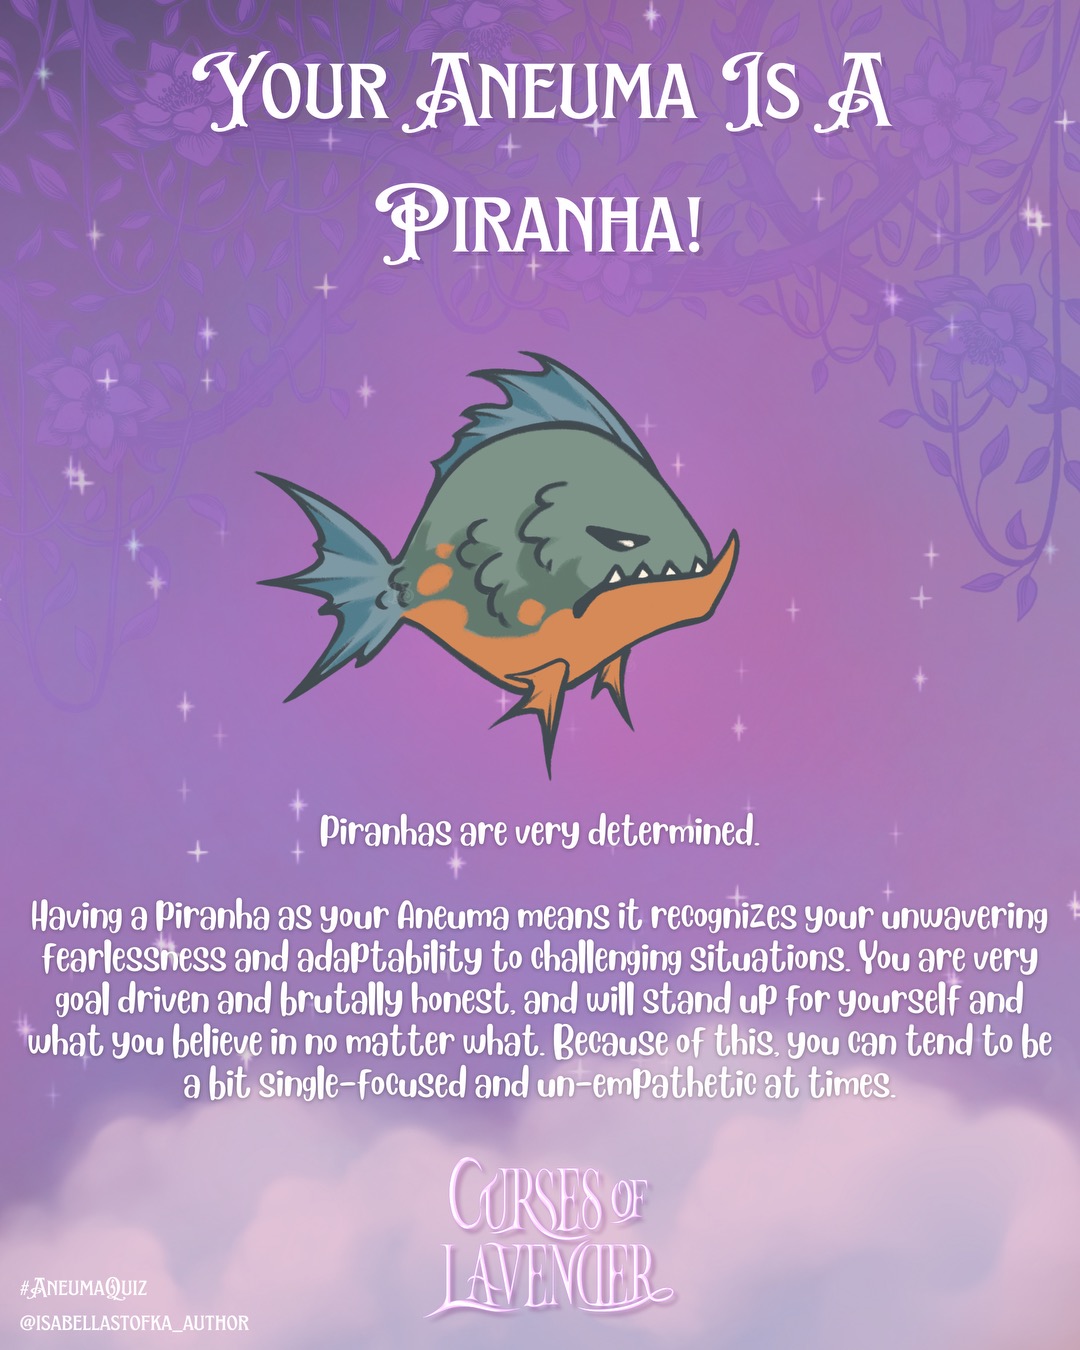 Your Aneuma Is A
Piranha!
Piranhas are very determined.
Having a Piranha as your Aneuma means it recognizes your unwavering
fearlessness and adaptability to challenging situations. You are very
goal driven and brutally honest, and will stand up for yourself and
what you believe in no matter what. Because of this, you can tend to be
a bit single-focused and un-empathetic at times.
Curses of
Lavender
#AneumaQuiz
@isabellastofka_author